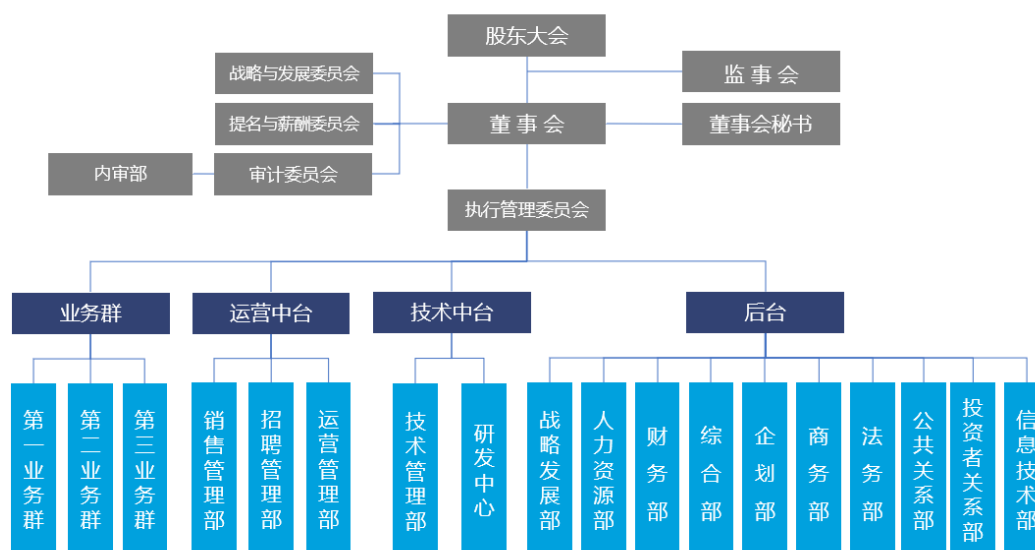 股东大会
战略与发展委员会
监事会
提名与薪酬委员会
董事会
董事会秘书
内审部
审计委员会
执行管理委员会
业务群
运营中台
技术中台
后台
第一业务群
第二业务群
第三业务群
销售管理部
招聘管理部
运营管理部
技术管理部
研发中心
战略发展部
人力资源部
财务部
综合部
企划部
商务部
法务部
公共关系部
投资者关系部
信息技术部